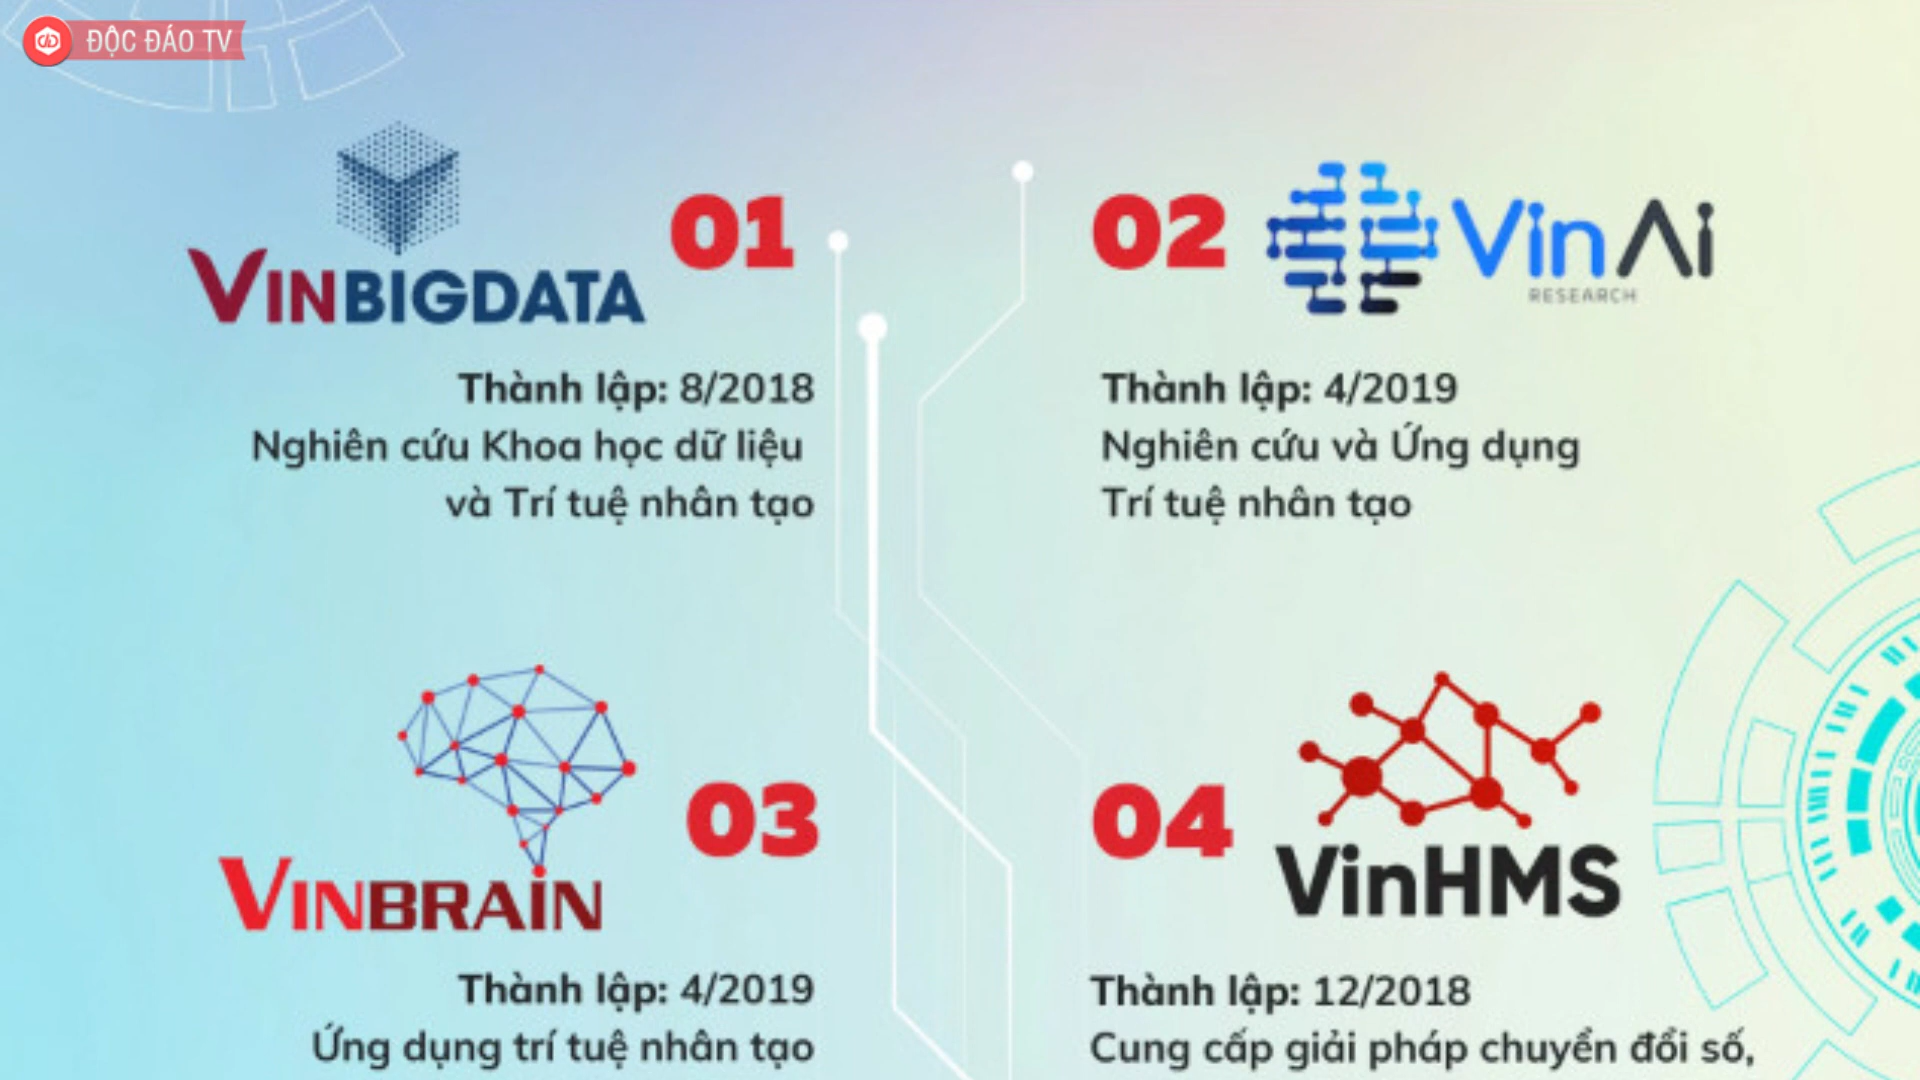 ĐỘC ĐÁO TV
VINBIGDATA
01
Thành lập: 8/2018
Nghiên cứu Khoa học dữ liệu
và Trí tuệ nhân tạo
02
VinAi
RESEARCH
Thành lập: 4/2019
Nghiên cứu và Ứng dụng
Trí tuệ nhân tạo
VINBRAIN
03
Thành lập: 4/2019
Ứng dụng trí tuệ nhân tạo
04
VinHMS
Thành lập: 12/2018
Cung cấp giải pháp chuyển đổi số,